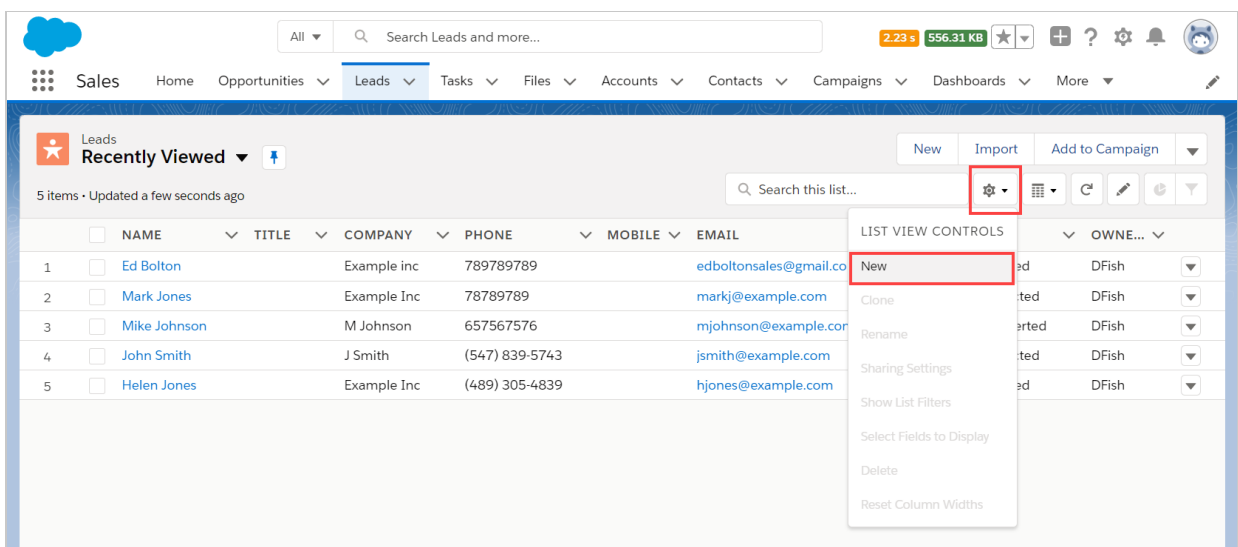 All Search Leads and more... 2.23 s 556.31 KB
Sales Home Opportunities Leads Tasks Files Accounts Contacts Campaigns Dashboards More
Leads
Recently Viewed New Import Add to Campaign
5 items • Updated a few seconds ago Search this list...
LIST VIEW CONTROLS
NAME TITLE COMPANY PHONE MOBILE EMAIL OWNE...
1 Ed Bolton Example inc 789789789 edboltonsales@gmail.co New ed DFish
2 Mark Jones Example Inc 78789789 markj@example.com cted DFish
Clone
3 Mike Johnson M Johnson 657567576 mjohnson@example.com erted DFish
Rename
4 John Smith J Smith (547) 839-5743 jsmith@example.com cted DFish
Sharing Settings
5 Helen Jones Example Inc (489) 305-4839 hjones@example.com ed DFish
Show List Filters
Select Fields to Display
Delete
Reset Column Widths